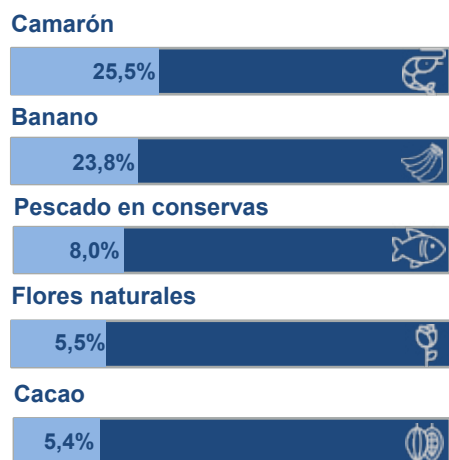 Camarón
25,5%
Banano
23,8%
Pescado en conservas
8,0%
Flores naturales
5,5%
Cacao
5,4%